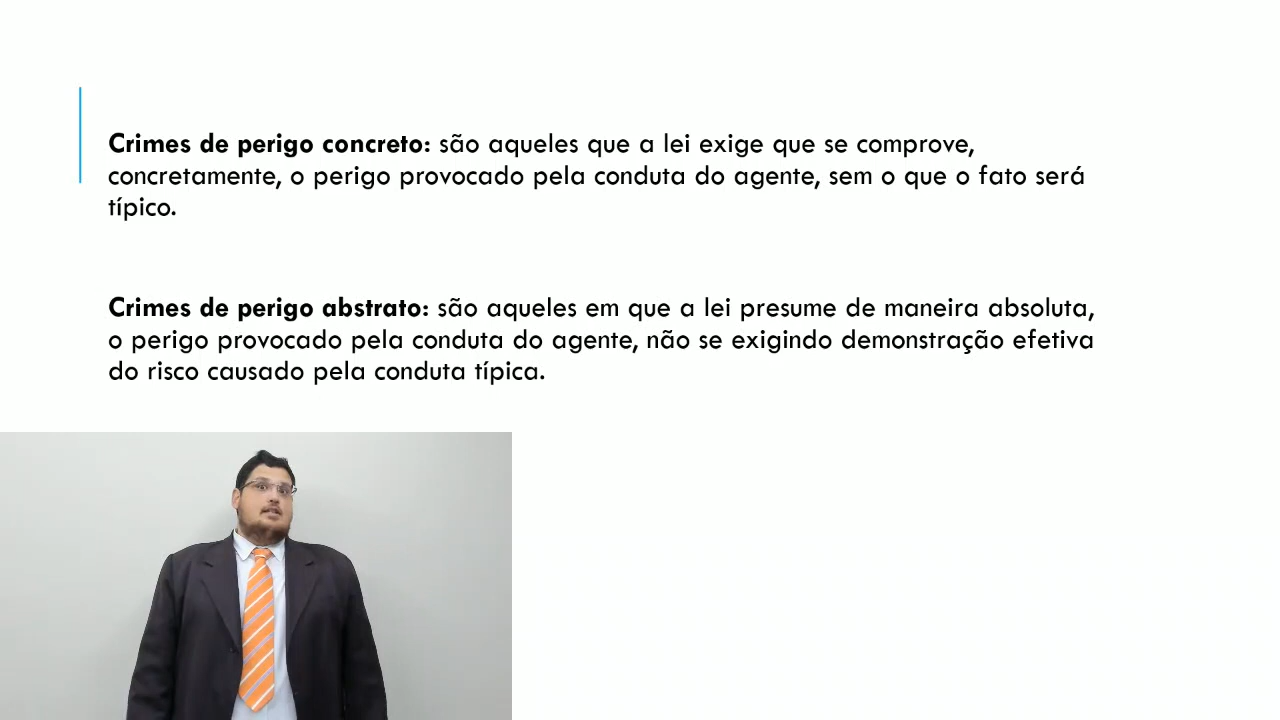 Crimes de perigo concreto: são aqueles que a lei exige que se comprove,
concretamente, o perigo provocado pela conduta do agente, sem o que o fato será
típico.
Crimes de perigo abstrato: são aqueles em que a lei presume de maneira absoluta,
o perigo provocado pela conduta do agente, não se exigindo demonstração efetiva
do risco causado pela conduta típica.